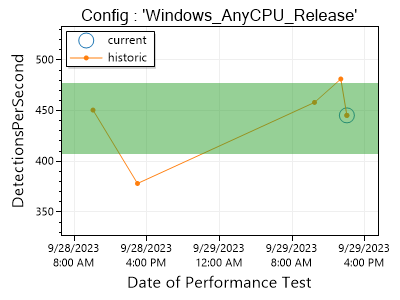 Config : 'Windows_AnyCPU_Release'
current
historic
DetectionsPerSecond
500
450
400
350
9/28/2023 9/28/2023 9/29/2023 9/29/2023 9/29/2023
8:00 AM 4:00 PM 12:00 AM 8:00 AM 4:00 PM
Date of Performance Test